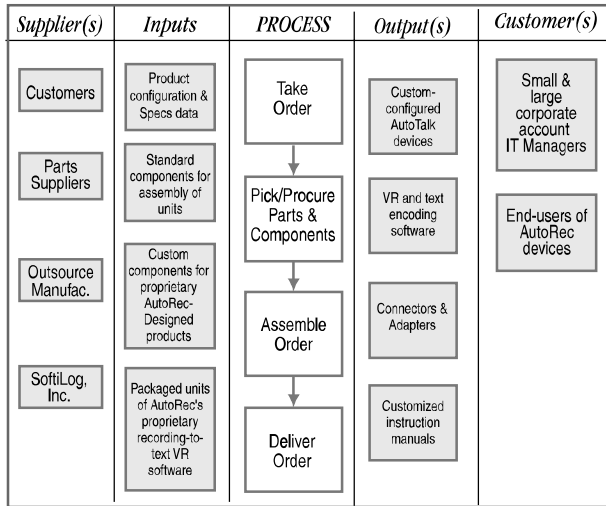 Supplier(s)
Inputs
PROCESS
Output(s)
Customer(s)
Customers
Parts
Suppliers
Outsource
Manufac.
SoftiLog,
Inc.
Product
configuration &
Specs data
Standard
components for
assembly of
units
Custom
components for
proprietary
AutoRec-
Designed
products
Packaged units
of AutoRec's
proprietary
recording-to-
text VR
software
Take
Order
Pick/Procure
Parts &
Components
Assemble
Order
Deliver
Order
Custom-
configured
AutoTalk
devices
VR and text
encoding
software
Connectors &
Adapters
Customized
instruction
manuals
Small &
large
corporate
account
IT Managers
End-users of
AutoRec
devices